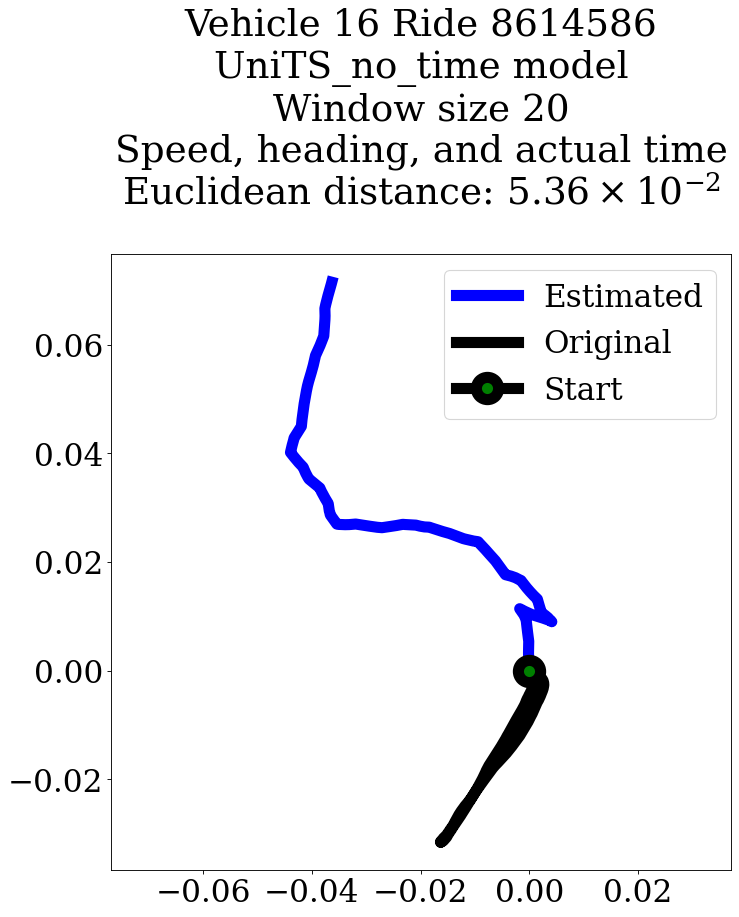 Vehicle 16 Ride 8614586
UniTS_no_time model
Window size 20
Speed, heading, and actual time
Euclidean distance: 5.36 × 10⁻²
Estimated
Original
Start
0.06
0.04
0.02
0.00
−0.02
−0.06
−0.04
−0.02
0.00
0.02